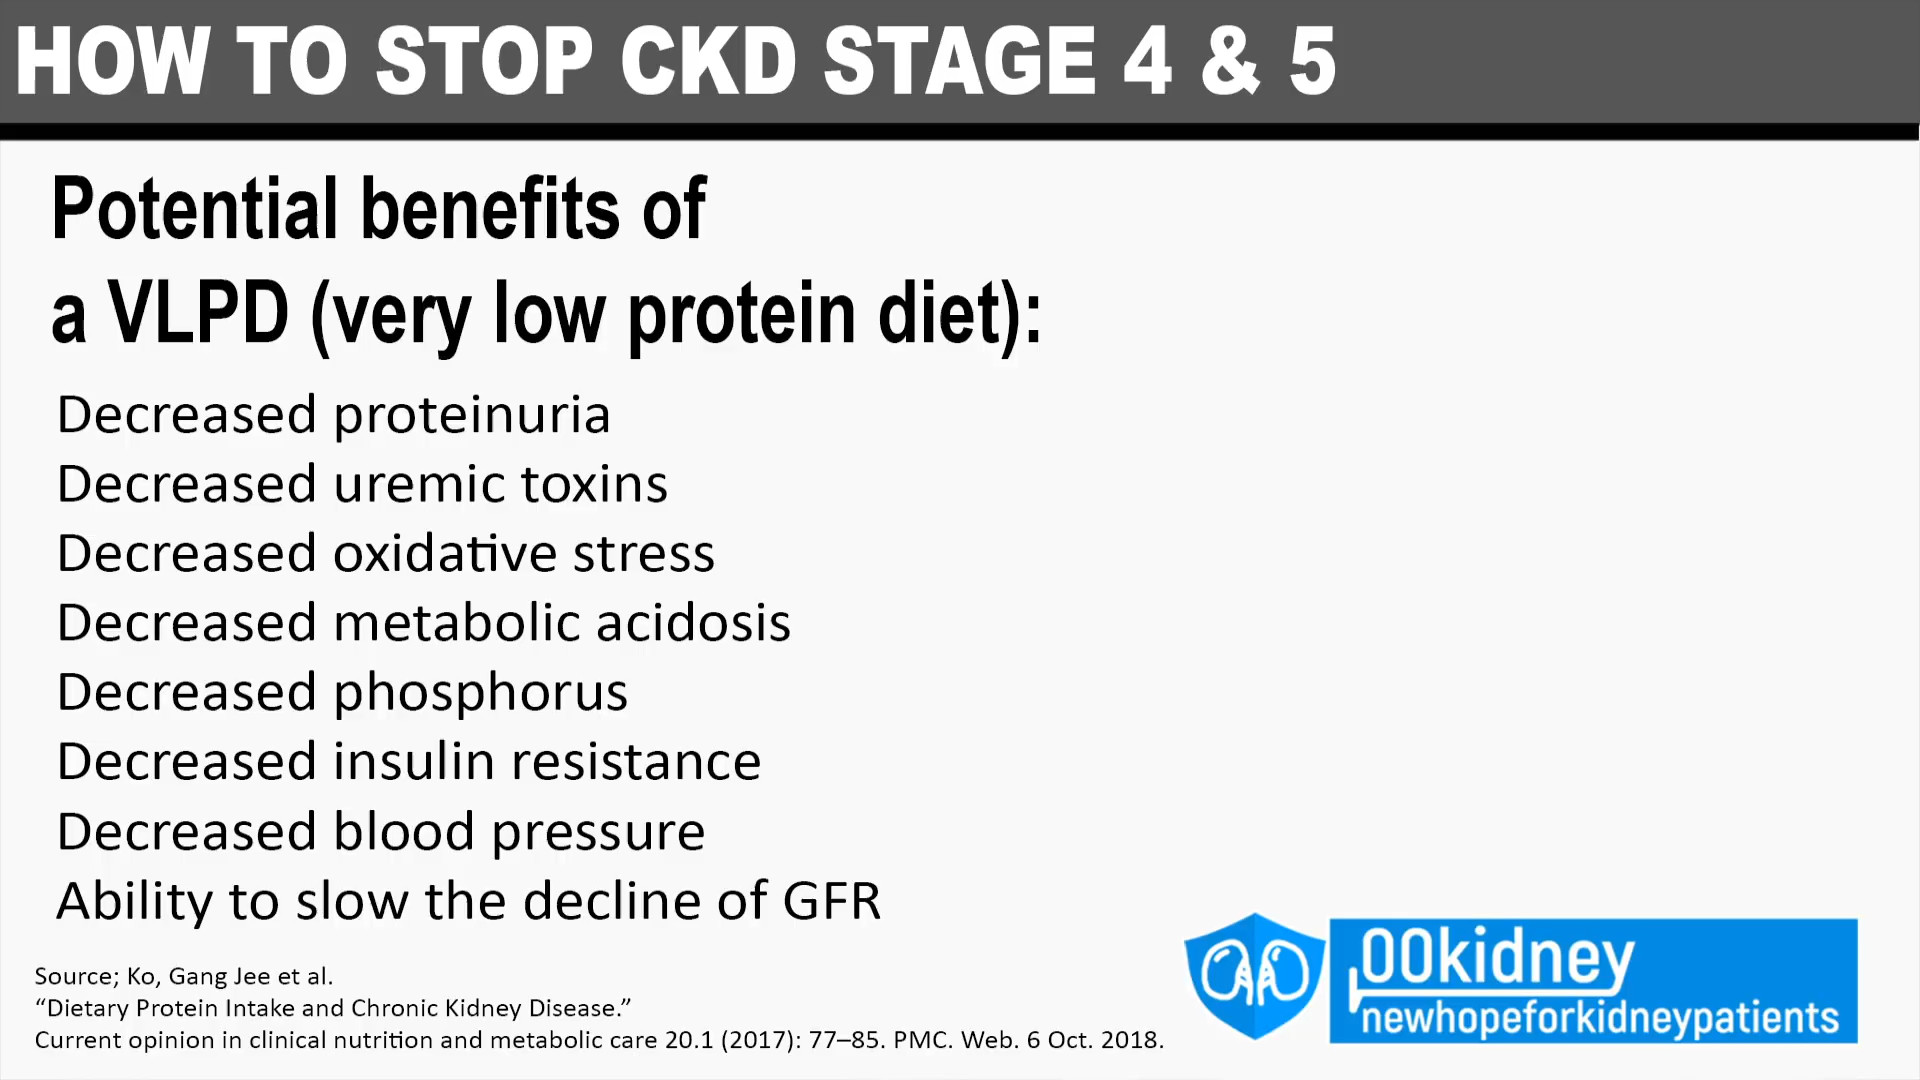 HOW TO STOP CKD STAGE 4 & 5
Potential benefits of
a VLPD (very low protein diet):
Decreased proteinuria
Decreased uremic toxins
Decreased oxidative stress
Decreased metabolic acidosis
Decreased phosphorus
Decreased insulin resistance
Decreased blood pressure
Ability to slow the decline of GFR
Source; Ko, Gang Jee et al.
“Dietary Protein Intake and Chronic Kidney Disease.”
Current opinion in clinical nutrition and metabolic care 20.1 (2017): 77–85. PMC. Web. 6 Oct. 2018.
00kidney
newhopeforkidneypatients